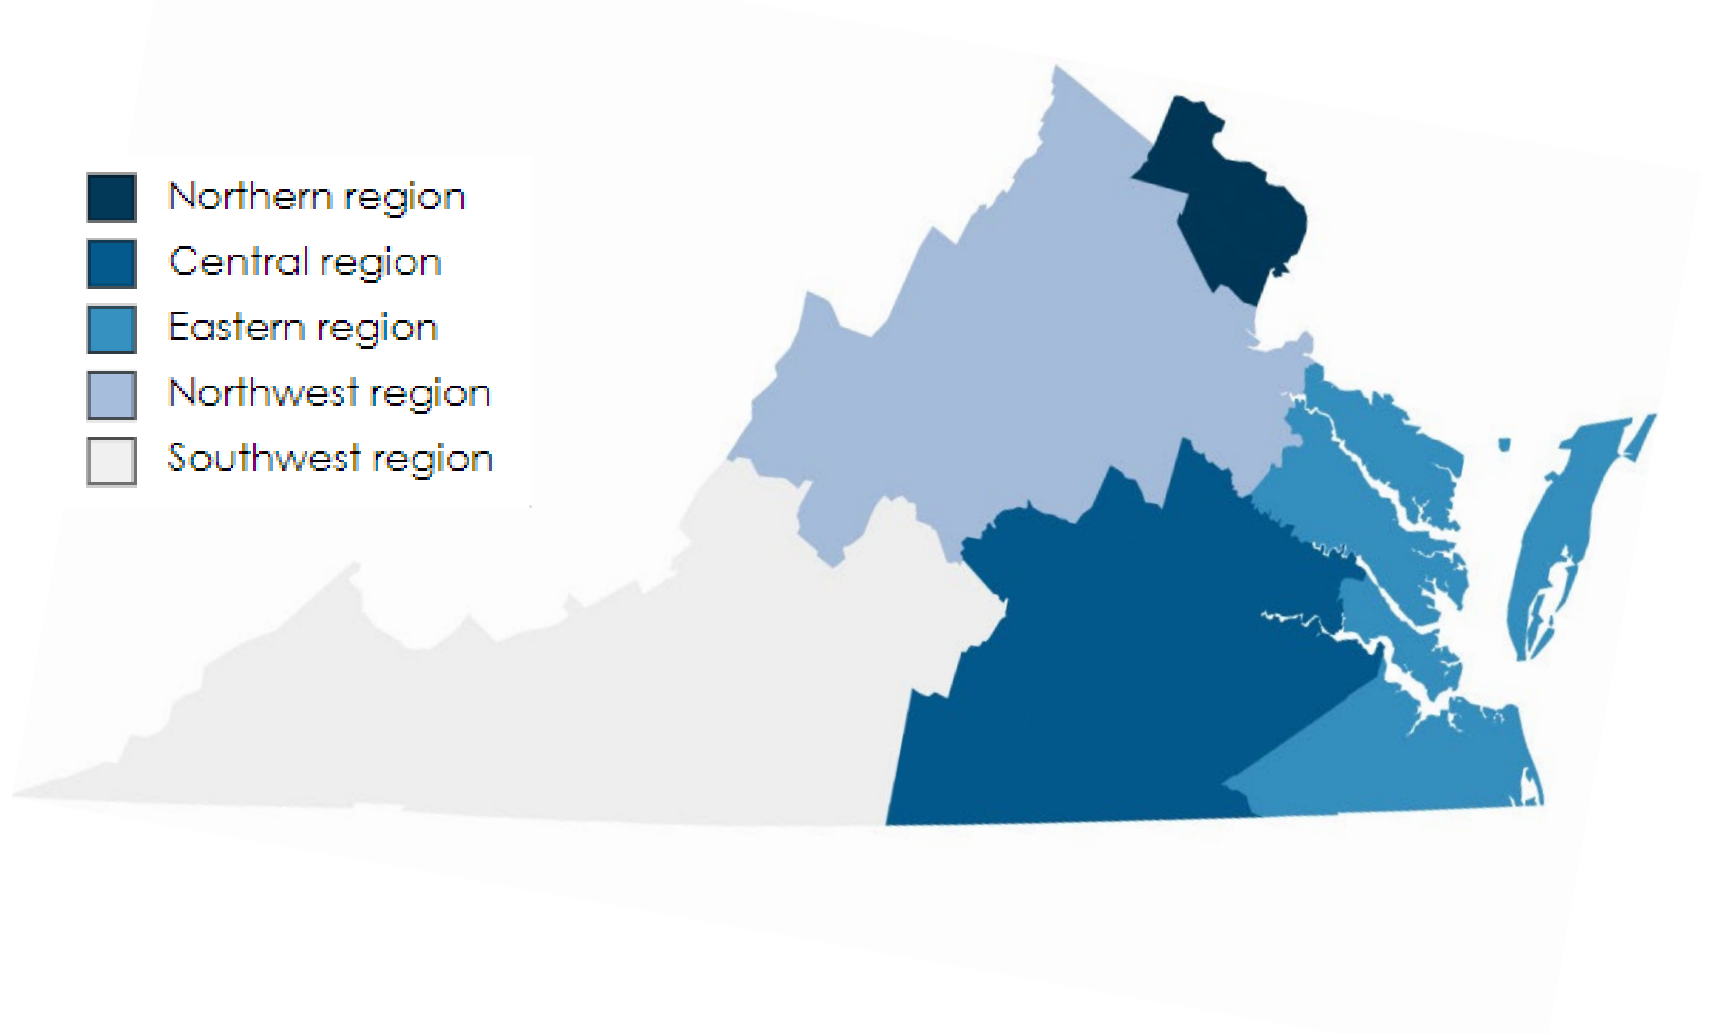 Northern region
Central region
Eastern region
Northwest region
Southwest region